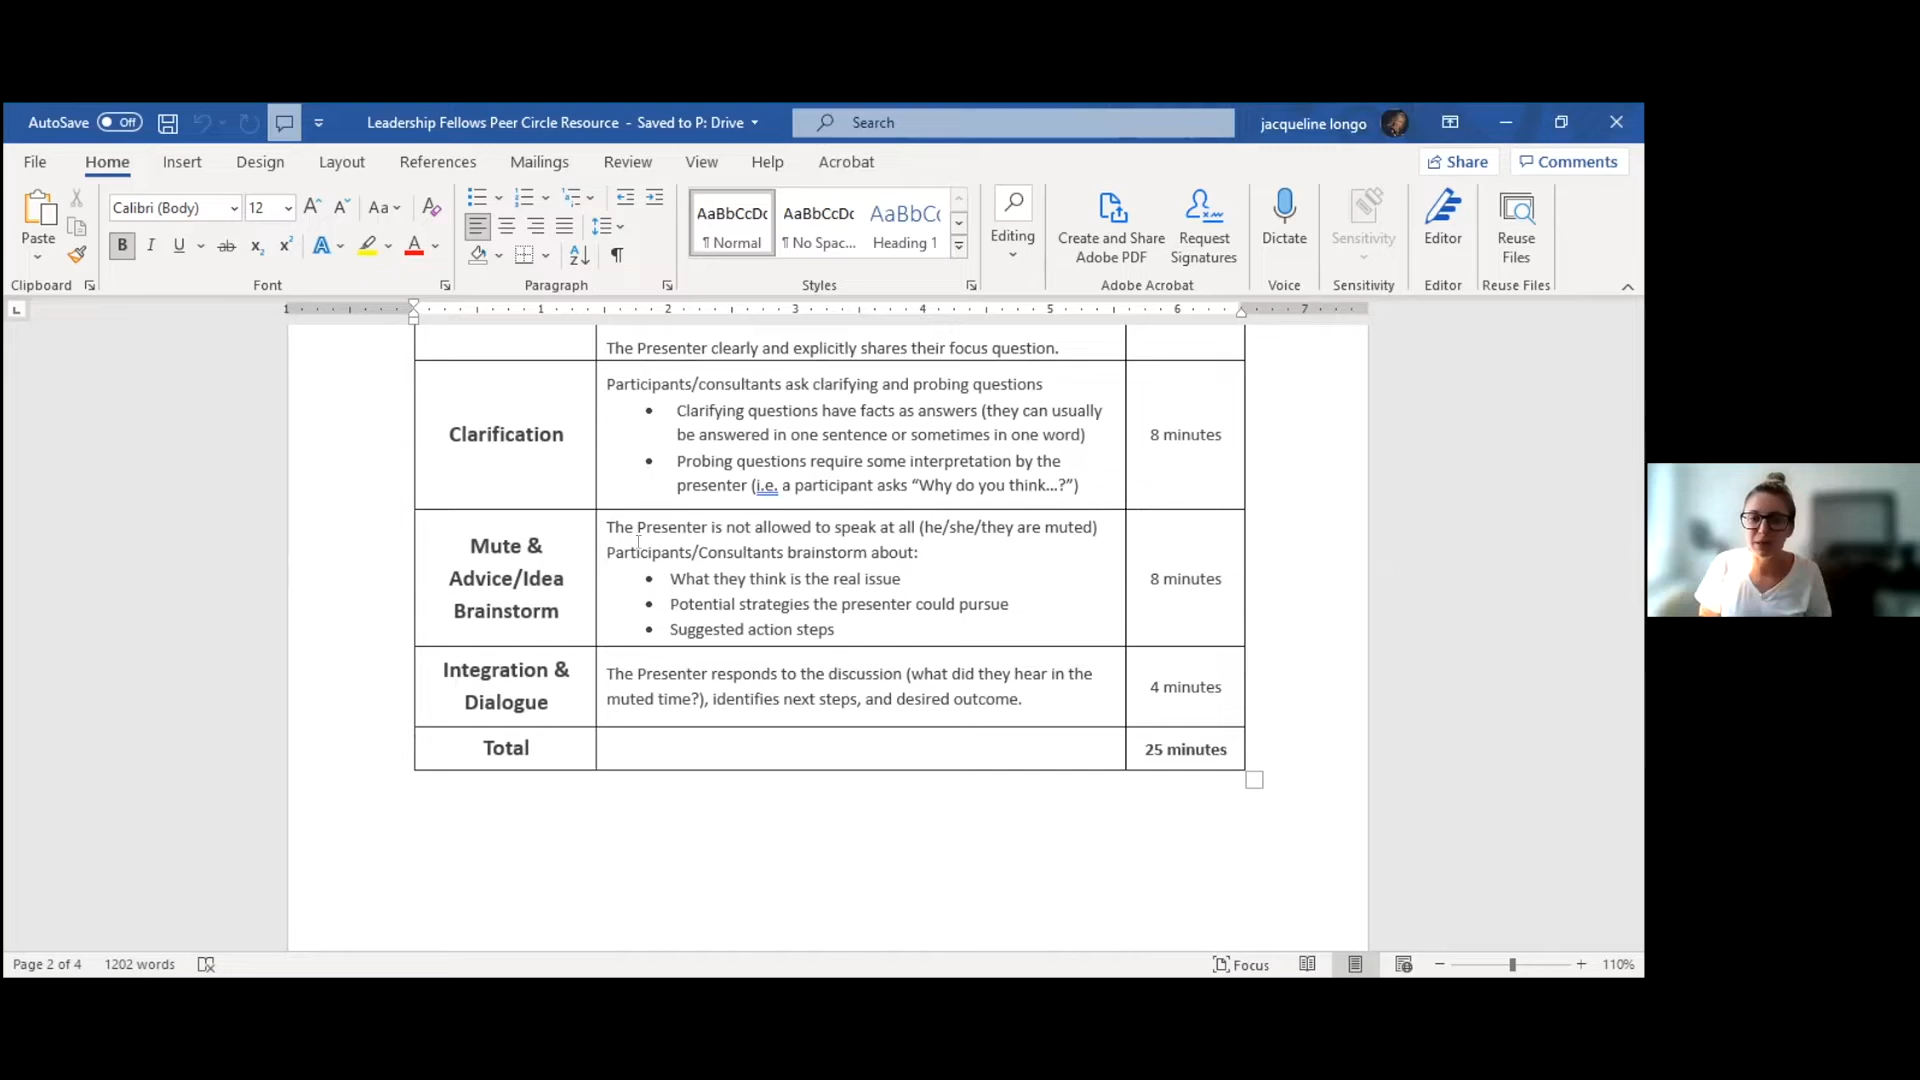 AutoSave Off
Leadership Fellows Peer Circle Resource - Saved to P: Drive
Search
jacqueline longo
File Home Insert Design Layout References Mailings Review View Help Acrobat
Share Comments
Paste
Clipboard
Calibri (Body) 12
Font
Paragraph
AaBbCcDc AaBbCcDc AaBbC
¶ Normal ¶ No Spac... Heading 1
Styles
Editing
Create and Share
Adobe PDF
Request
Signatures
Adobe Acrobat
Dictate
Voice
Sensitivity
Sensitivity
Editor
Editor
Reuse
Files
Reuse Files
1 1 2 3 4 5 6 7
The Presenter clearly and explicitly shares their focus question.
Clarification
Participants/consultants ask clarifying and probing questions
• Clarifying questions have facts as answers (they can usually
be answered in one sentence or sometimes in one word)
• Probing questions require some interpretation by the
presenter (i.e. a participant asks “Why do you think…?”)
8 minutes
Mute &
Advice/Idea
Brainstorm
The Presenter is not allowed to speak at all (he/she/they are muted)
Participants/Consultants brainstorm about:
• What they think is the real issue
• Potential strategies the presenter could pursue
• Suggested action steps
8 minutes
Integration &
Dialogue
The Presenter responds to the discussion (what did they hear in the
muted time?), identifies next steps, and desired outcome.
4 minutes
Total
25 minutes
Page 2 of 4 1202 words
Focus
110%